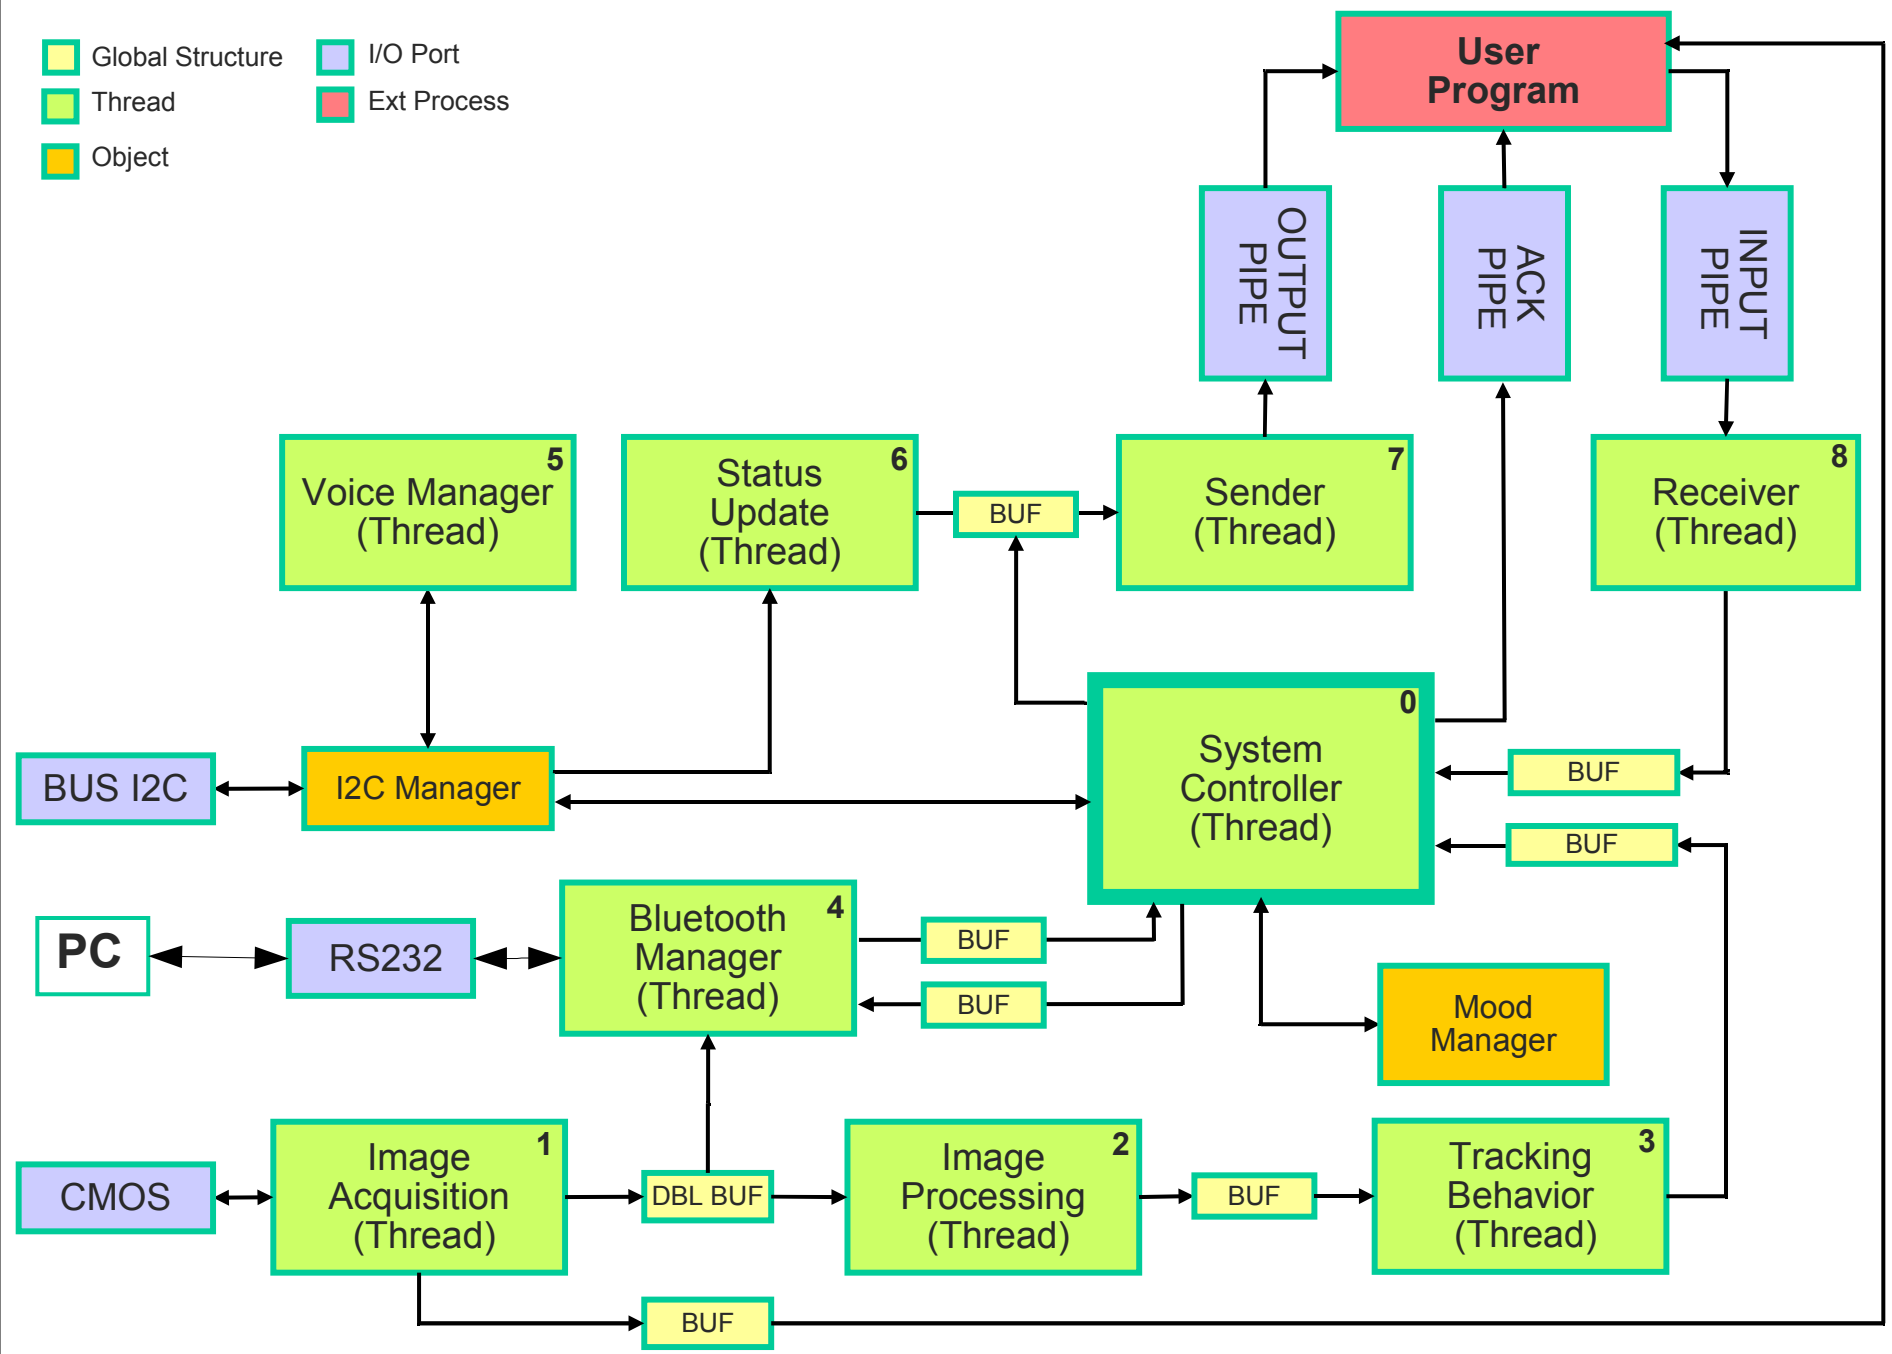 Global Structure
I/O Port
Thread
Ext Process
Object
User
Program
OUTPUT
PIPE
ACK
PIPE
INPUT
PIPE
5
Voice Manager
(Thread)
6
Status
Update
(Thread)
BUF
7
Sender
(Thread)
8
Receiver
(Thread)
0
System
Controller
(Thread)
BUS I2C
I2C Manager
BUF
BUF
PC
RS232
4
Bluetooth
Manager
(Thread)
BUF
BUF
Mood
Manager
CMOS
1
Image
Acquisition
(Thread)
DBL BUF
2
Image
Processing
(Thread)
BUF
3
Tracking
Behavior
(Thread)
BUF